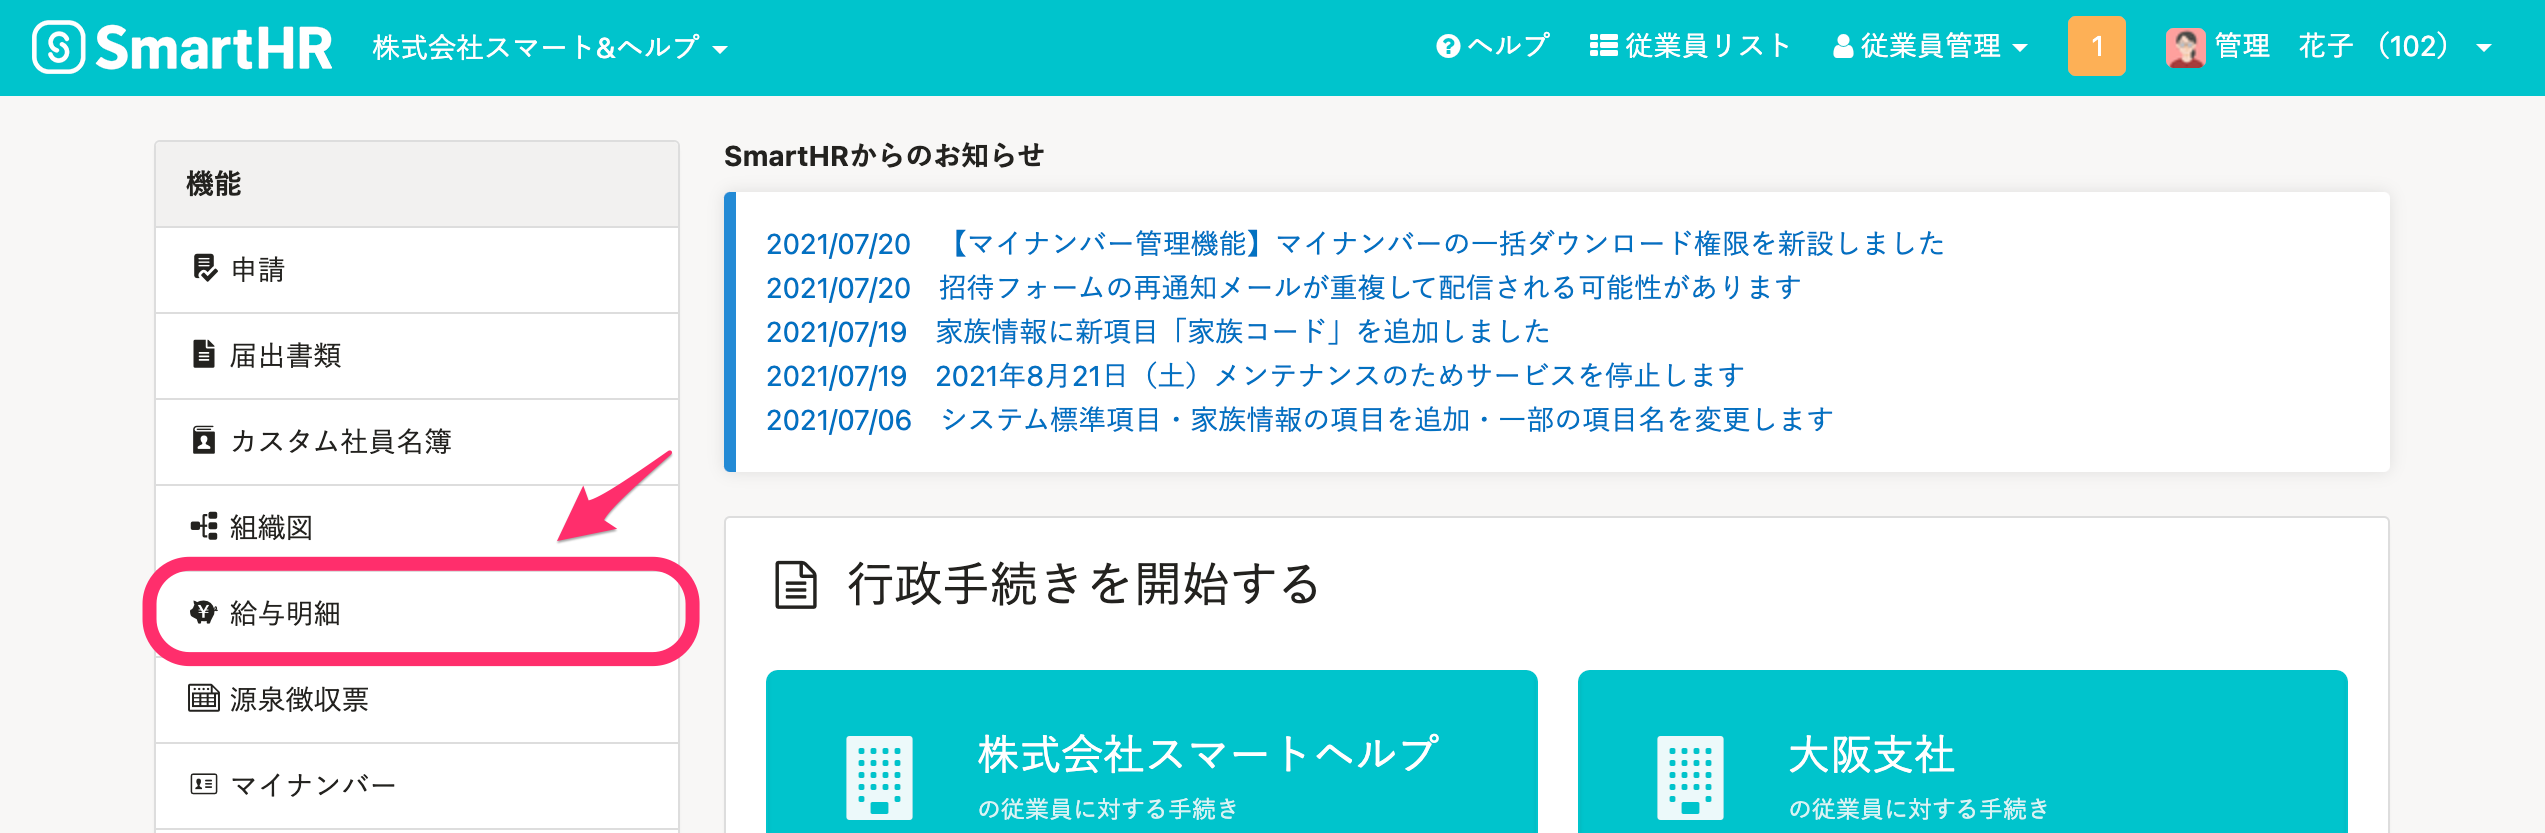 SmartHR 株式会社スマート&ヘルプ ヘルプ 従業員リスト 従業員管理 1 管理 花子 （102）
機能
申請
届出書類
カスタム社員名簿
組織図
給与明細
源泉徴収票
マイナンバー
SmartHRからのお知らせ
2021/07/20 【マイナンバー管理機能】マイナンバーの一括ダウンロード権限を新設しました
2021/07/20 招待フォームの再通知メールが重複して配信される可能性があります
2021/07/19 家族情報に新項目「家族コード」を追加しました
2021/07/19 2021年8月21日（土）メンテナンスのためサービスを停止します
2021/07/06 システム標準項目・家族情報の項目を追加・一部の項目名を変更します
行政手続きを開始する
株式会社スマートヘルプ
の従業員に対する手続き
大阪支社
の従業員に対する手続き